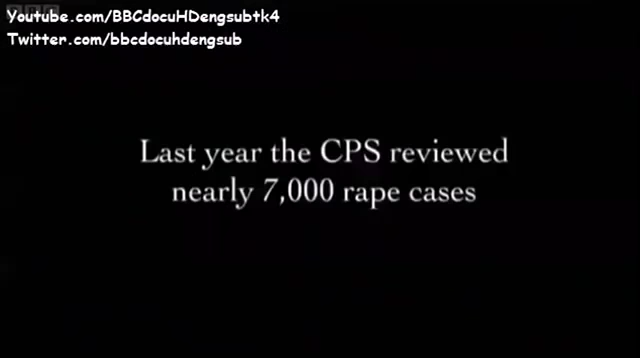 Youtube.com/BBCdocuHDengsubtk4
Twitter.com/bbcdocuhdengsub
Last year the CPS reviewed
nearly 7,000 rape cases